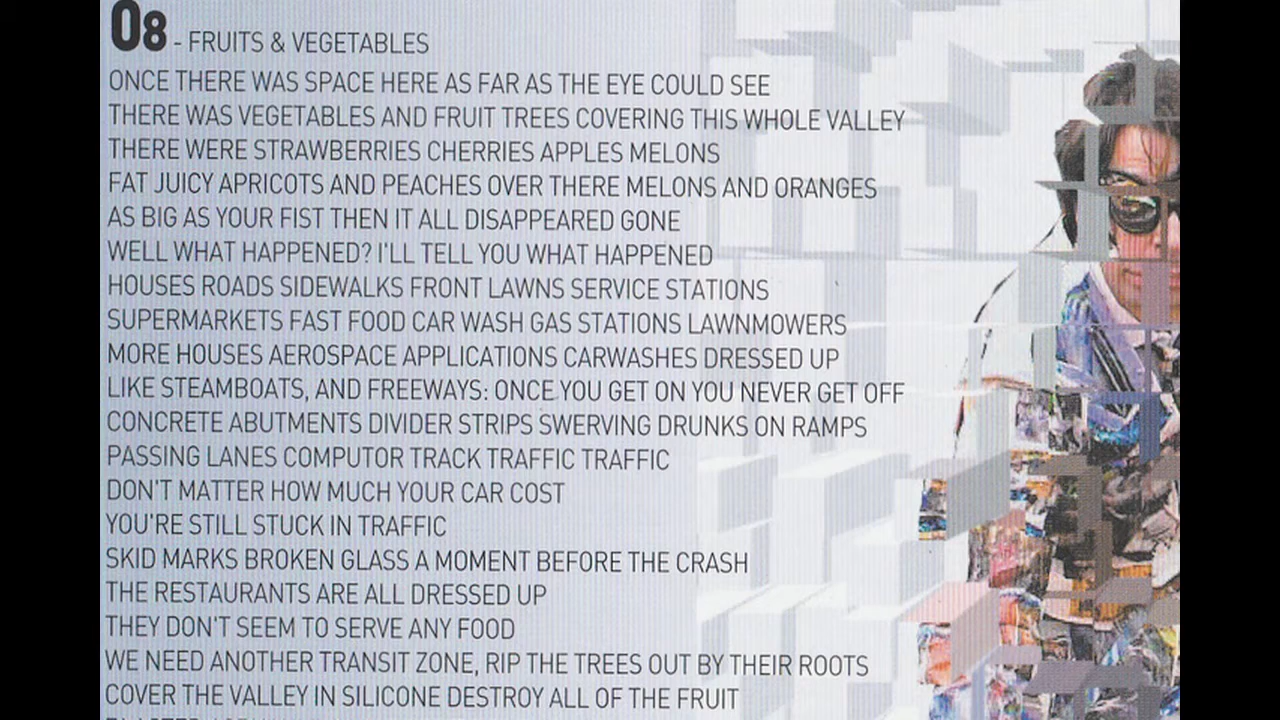 08 - FRUITS & VEGETABLES
ONCE THERE WAS SPACE HERE AS FAR AS THE EYE COULD SEE
THERE WAS VEGETABLES AND FRUIT TREES COVERING THIS WHOLE VALLEY
THERE WERE STRAWBERRIES CHERRIES APPLES MELONS
FAT JUICY APRICOTS AND PEACHES OVER THERE MELONS AND ORANGES
AS BIG AS YOUR FIST THEN IT ALL DISAPPEARED GONE
WELL WHAT HAPPENED? I'LL TELL YOU WHAT HAPPENED
HOUSES ROADS SIDEWALKS FRONT LAWNS SERVICE STATIONS
SUPERMARKETS FAST FOOD CAR WASH GAS STATIONS LAWNMOWERS
MORE HOUSES AEROSPACE APPLICATIONS CARWASHES DRESSED UP
LIKE STEAMBOATS, AND FREEWAYS: ONCE YOU GET ON YOU NEVER GET OFF
CONCRETE ABUTMENTS DIVIDER STRIPS SWERVING DRUNKS ON RAMPS
PASSING LANES COMPUTOR TRACK TRAFFIC TRAFFIC
DON'T MATTER HOW MUCH YOUR CAR COST
YOU'RE STILL STUCK IN TRAFFIC
SKID MARKS BROKEN GLASS A MOMENT BEFORE THE CRASH
THE RESTAURANTS ARE ALL DRESSED UP
THEY DON'T SEEM TO SERVE ANY FOOD
WE NEED ANOTHER TRANSIT ZONE, RIP THE TREES OUT BY THEIR ROOTS
COVER THE VALLEY IN SILICONE DESTROY ALL OF THE FRUIT